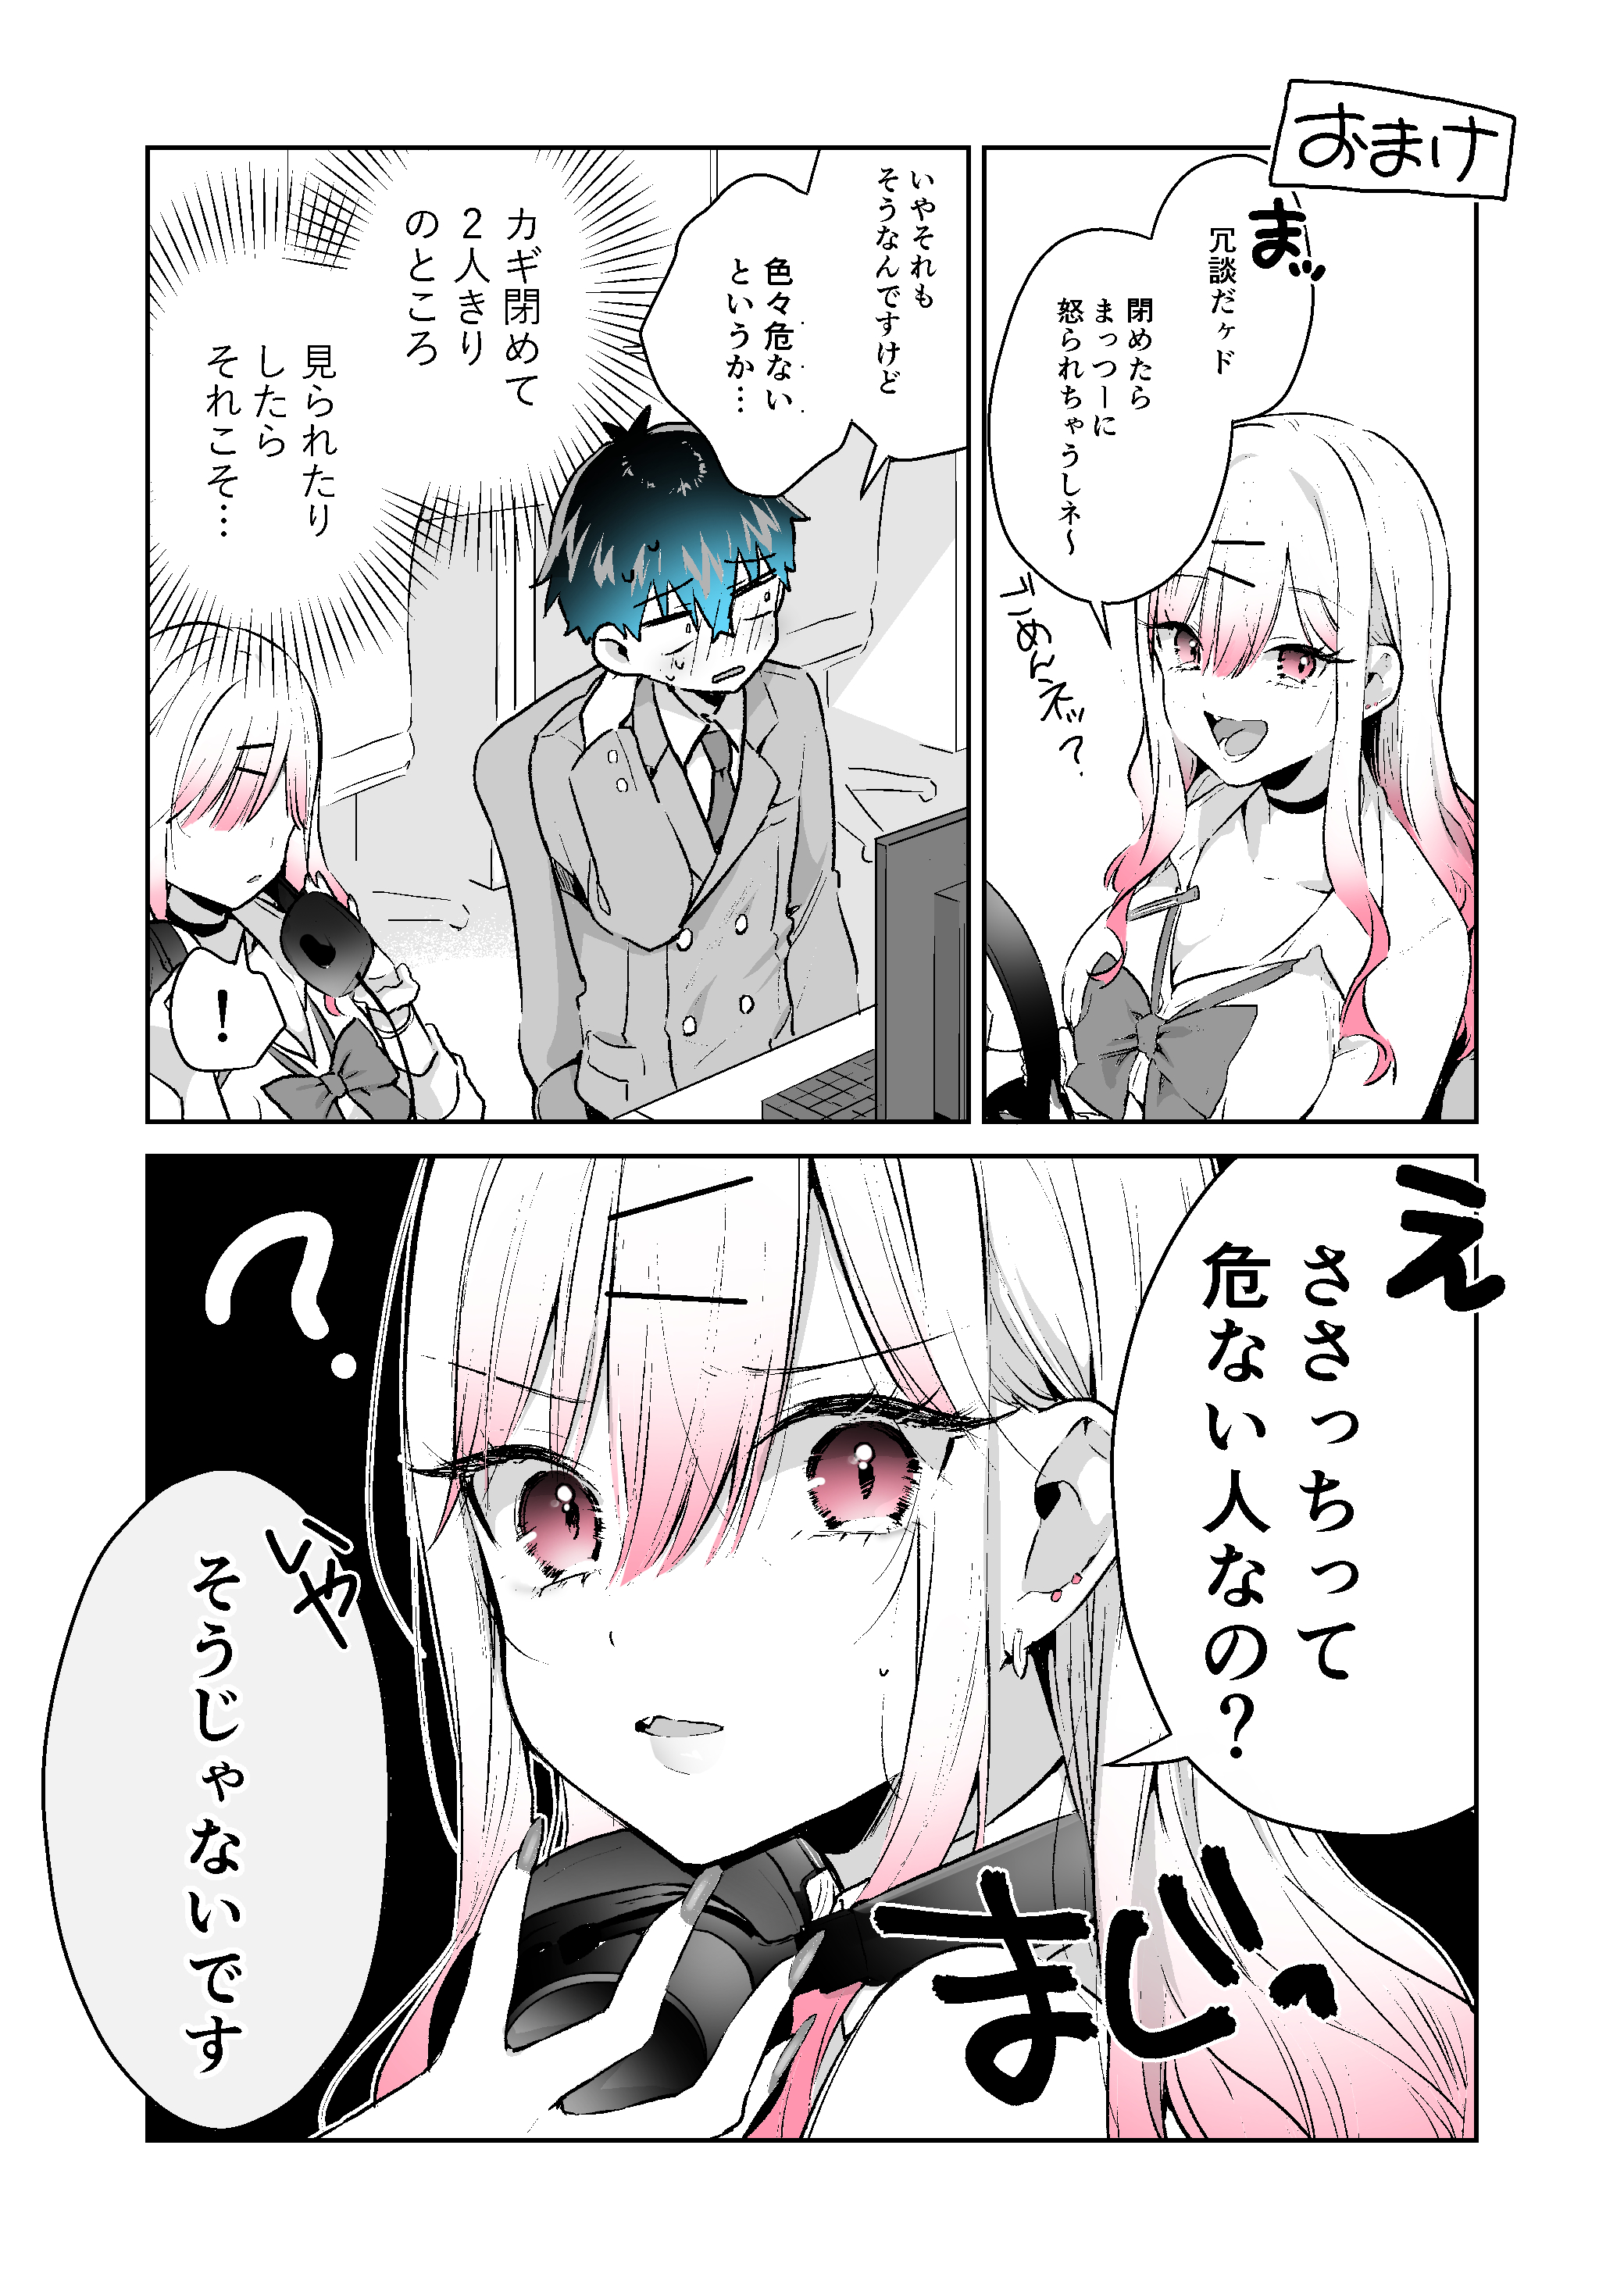 おまけ
まッ
冗談だヶド
閉めたら
まっつーに
怒られちゃうしネ〜
ごめんネッ?
いやそれも
そうなんですけど
色々危ない
というか…
カギ閉めて
2人きり
のところ
見られたり
したら
それこそ…
!
え
ささっちって
危ない人なの?
まじっ
?
いや
そうじゃないです